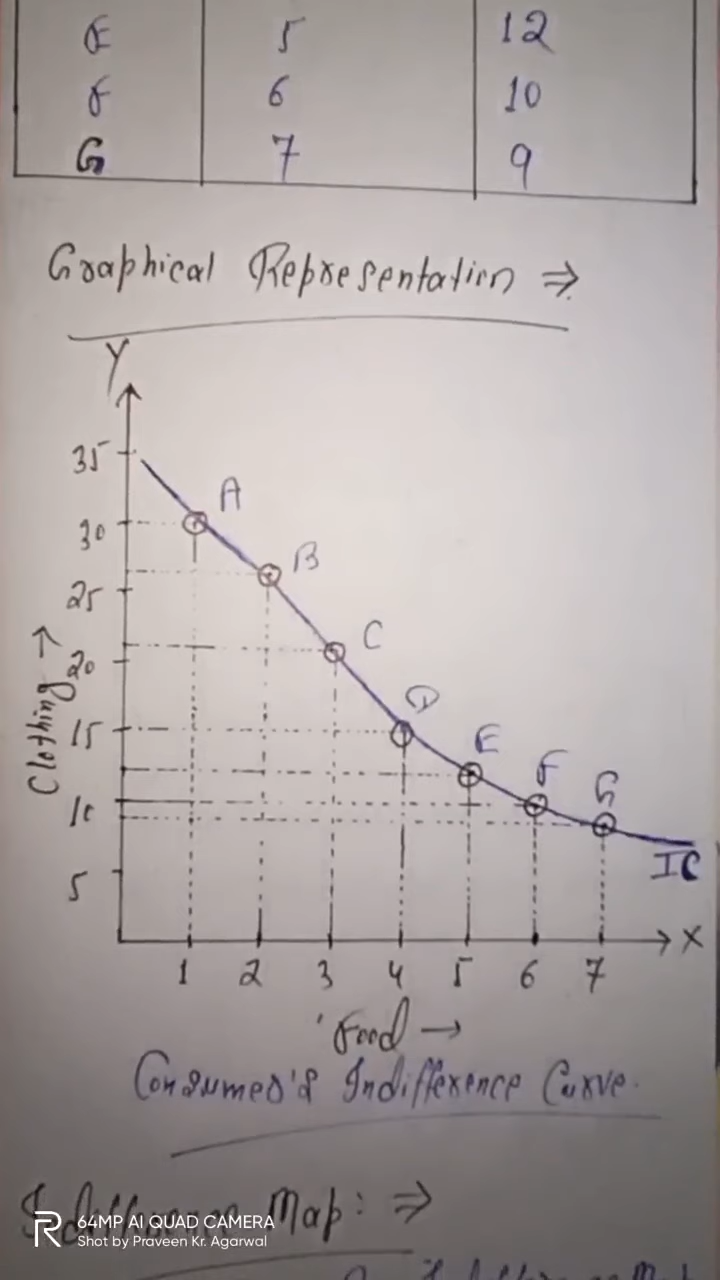 E 5 12
F 6 10
G 7 9
Graphical Representation ⇒
Y
35
A
30
B
25
C
20
D
15
E
F
G
10
IC
5
Clothing →
X
1 2 3 4 5 6 7
Food →
Consumer's Indifference Curve.
Indifference Map: ⇒
R 64MP AI QUAD CAMERA
Shot by Praveen Kr. Agarwal